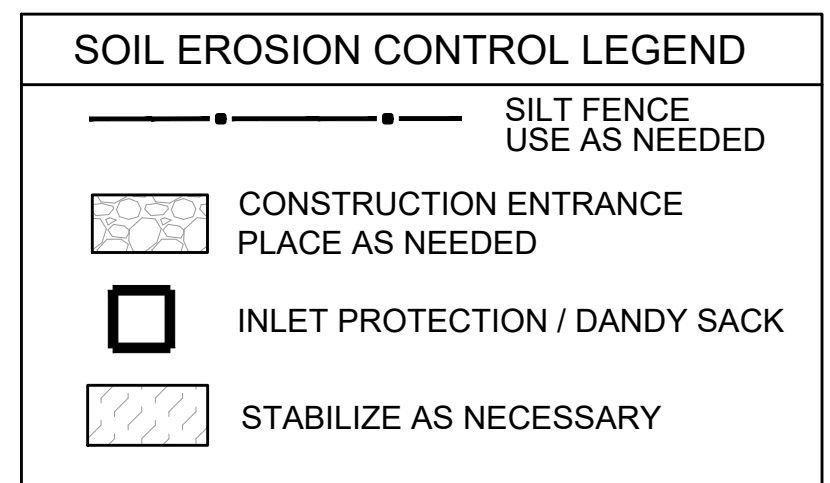 SOIL EROSION CONTROL LEGEND
SILT FENCE
USE AS NEEDED
CONSTRUCTION ENTRANCE
PLACE AS NEEDED
INLET PROTECTION / DANDY SACK
STABILIZE AS NECESSARY